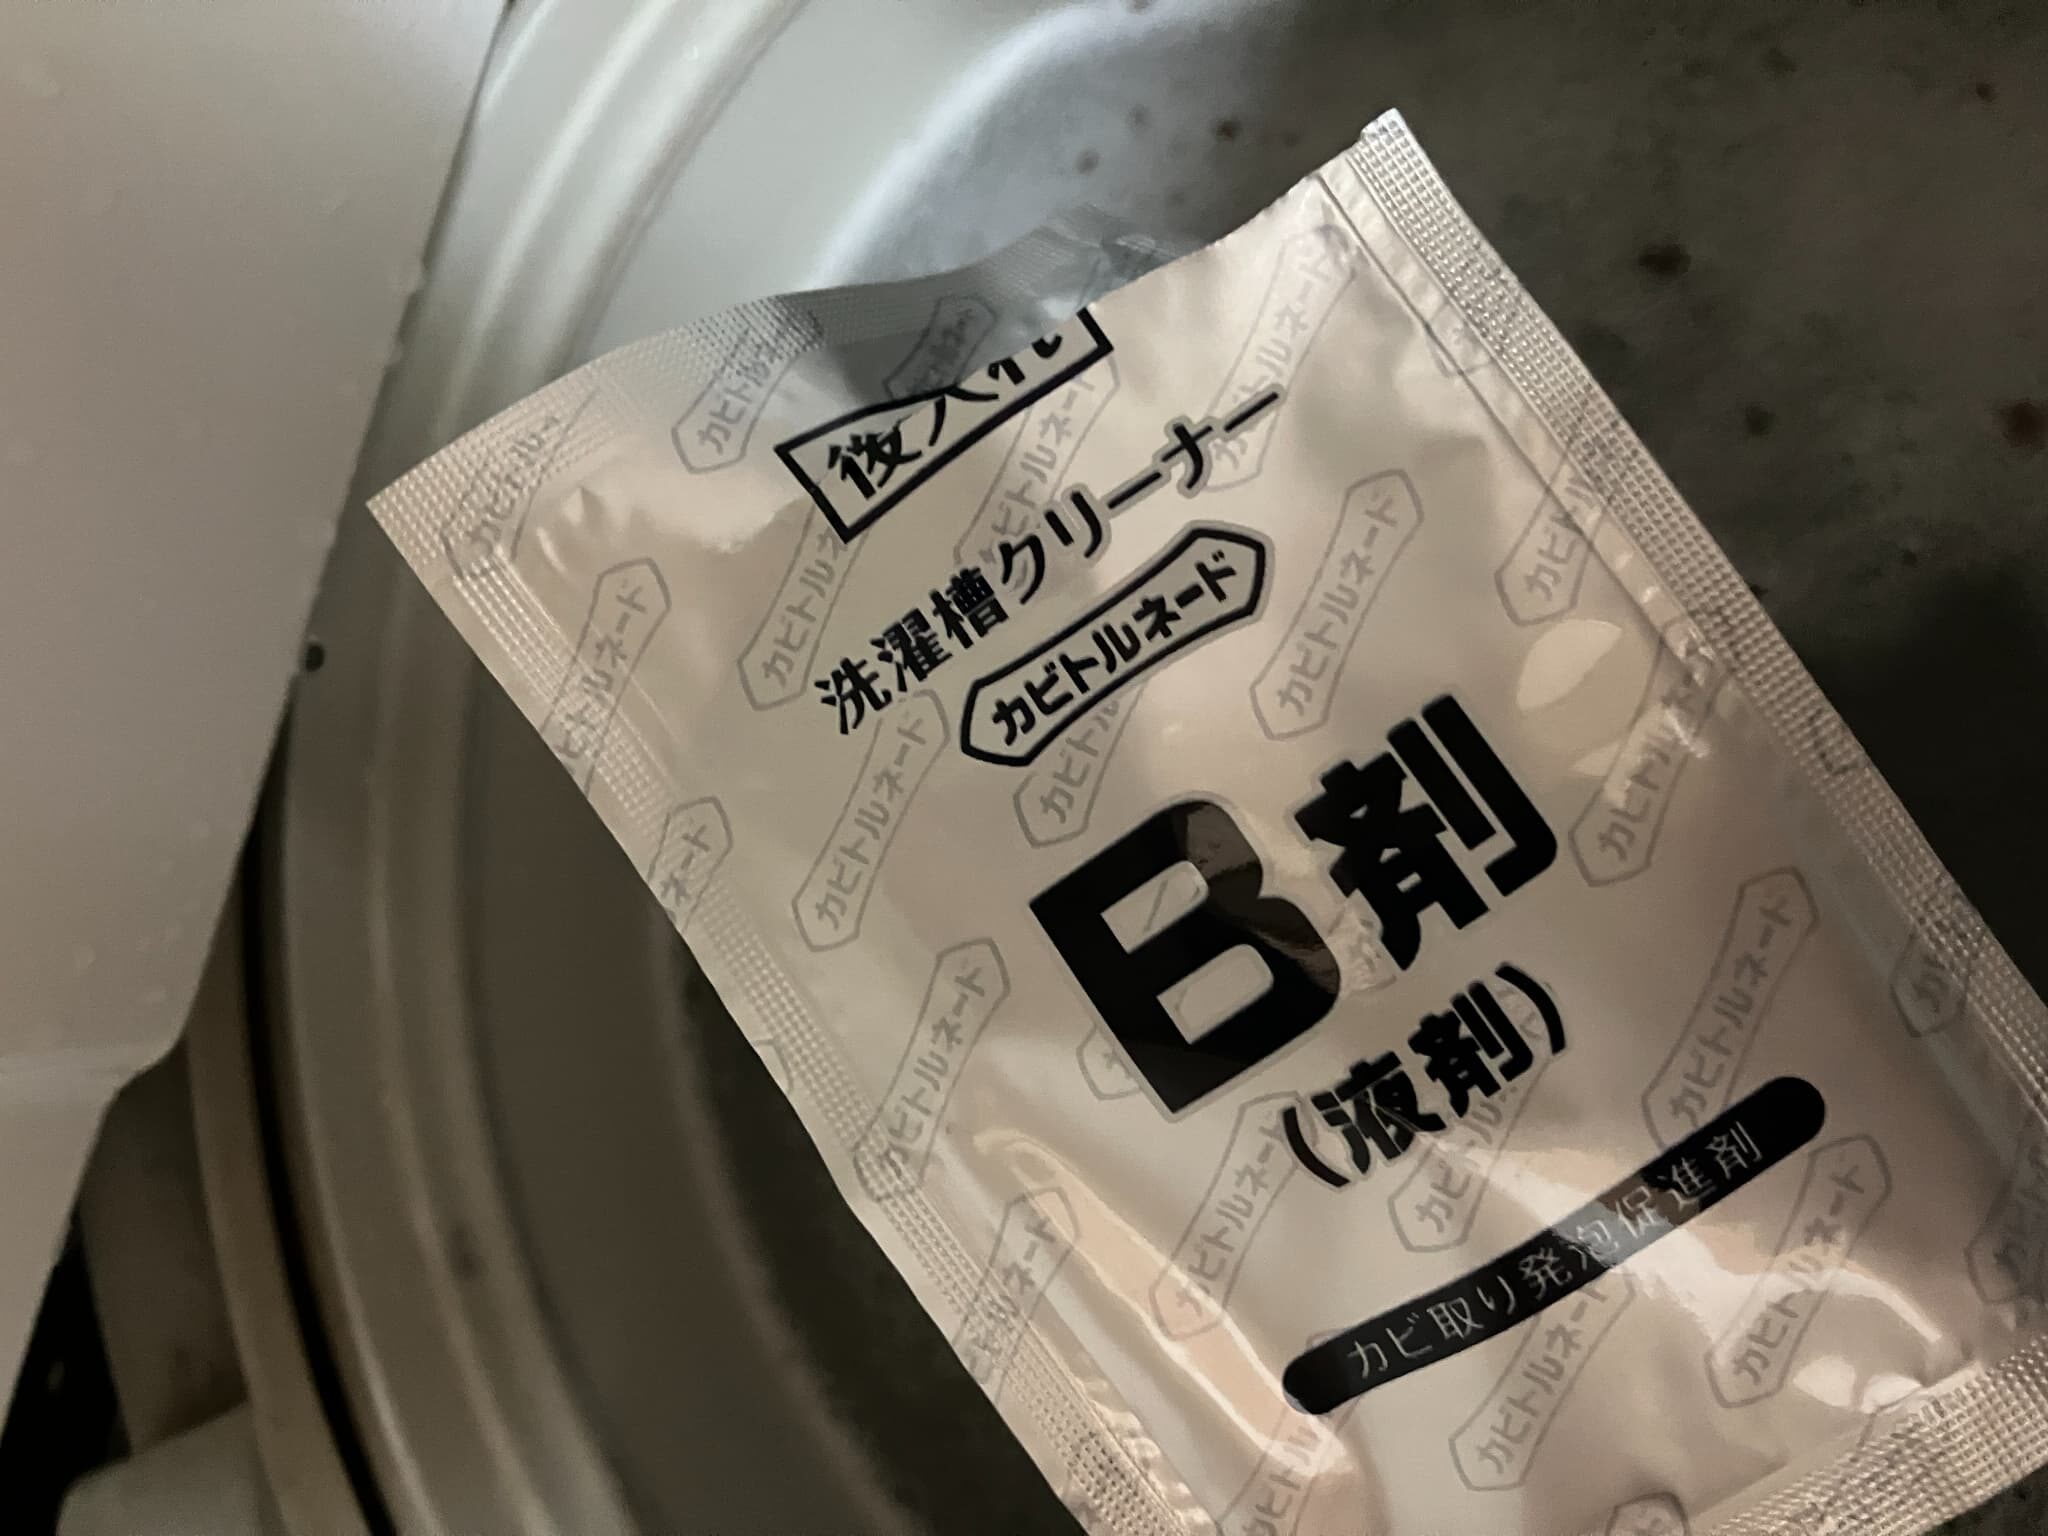 後入れ
洗濯槽クリーナー
カビトルネード
B剤
(液剤)
カビ取り発泡促進剤